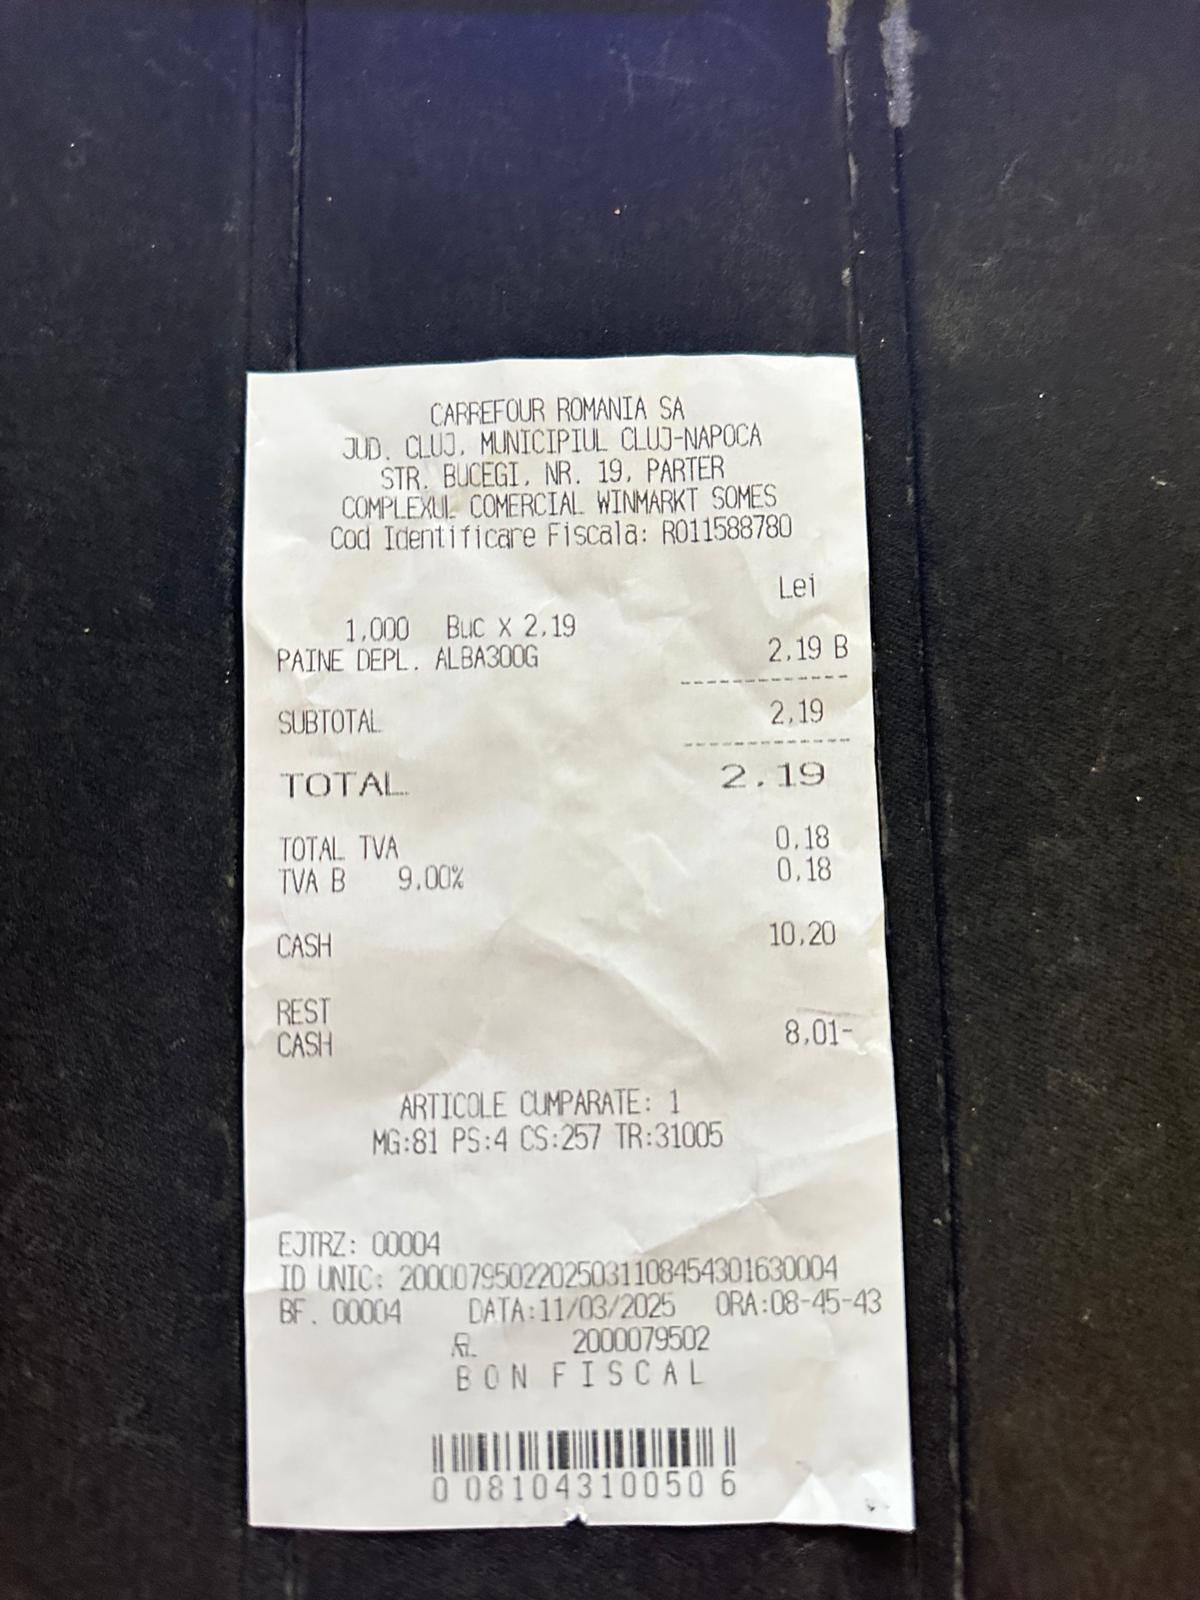 CARREFOUR ROMANIA SA
JUD. CLUJ, MUNICIPIUL CLUJ-NAPOCA
STR. BUCEGI, NR. 19, PARTER
COMPLEXUL COMERCIAL WINMARKT SOMES
Cod Identificare Fiscala: RO11588780
Lei
1,000 Buc X 2,19
PAINE DEPL. ALBA300G 2,19 B
SUBTOTAL 2,19
TOTAL 2.19
TOTAL TVA 0,18
TVA B 9,00% 0,18
CASH 10,20
REST
CASH 8,01-
ARTICOLE CUMPARATE: 1
MG:81 PS:4 CS:257 TR:31005
EJTRZ: 00004
ID UNIC: 20000795022025031108454301630004
BF. 00004 DATA:11/03/2025 ORA:08-45-43
2000079502
BON FISCAL
0 08104310050 6